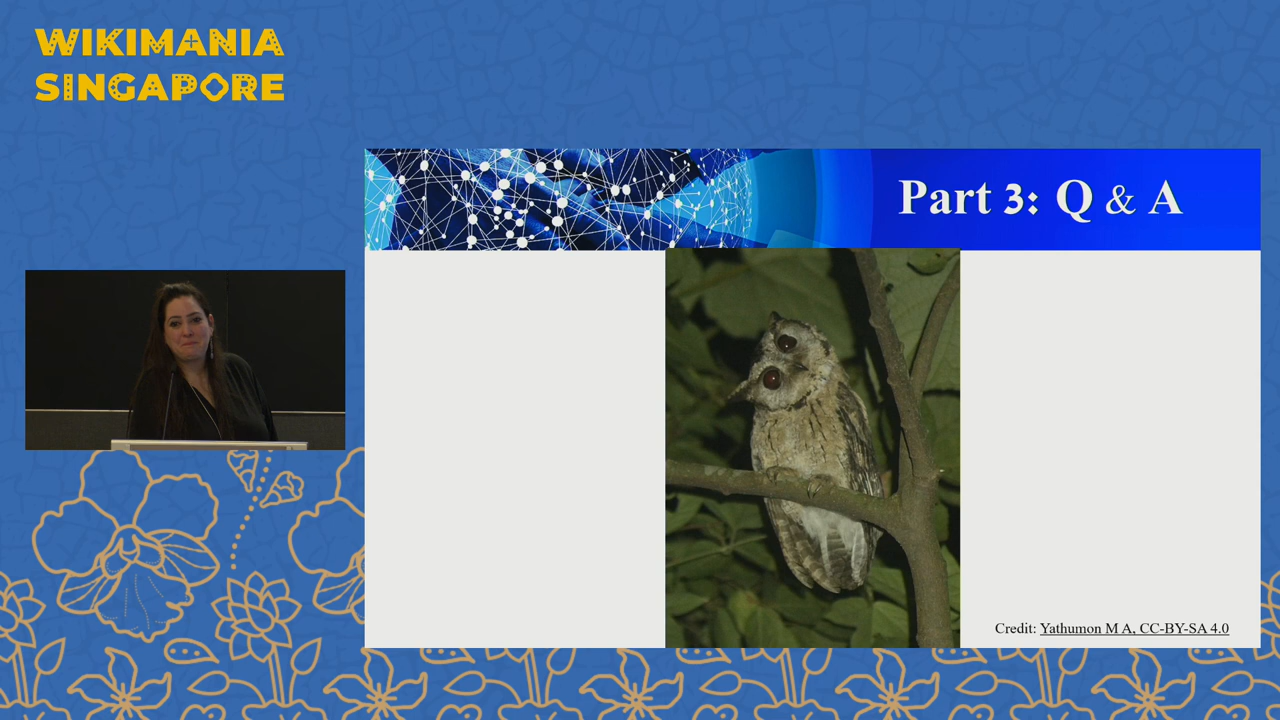 WIKIMANIA
SINGAPORE
Part 3: Q & A
Credit: Yathumon M A, CC-BY-SA 4.0